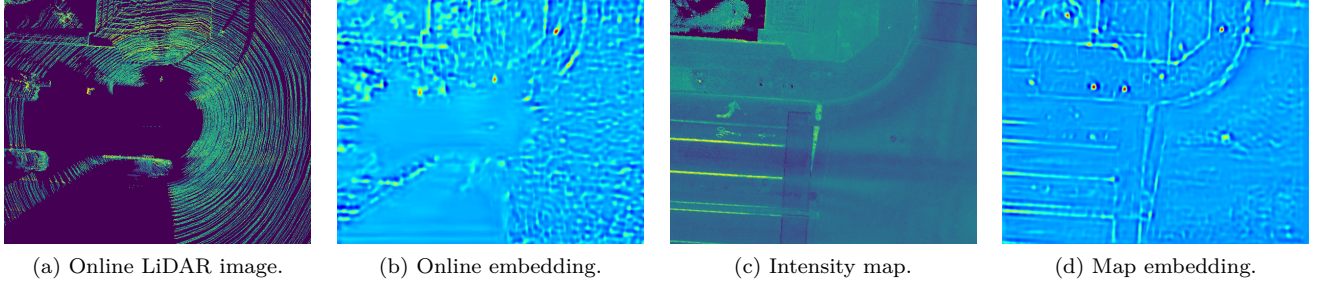 (a) Online LiDAR image.
(b) Online embedding.
(c) Intensity map.
(d) Map embedding.